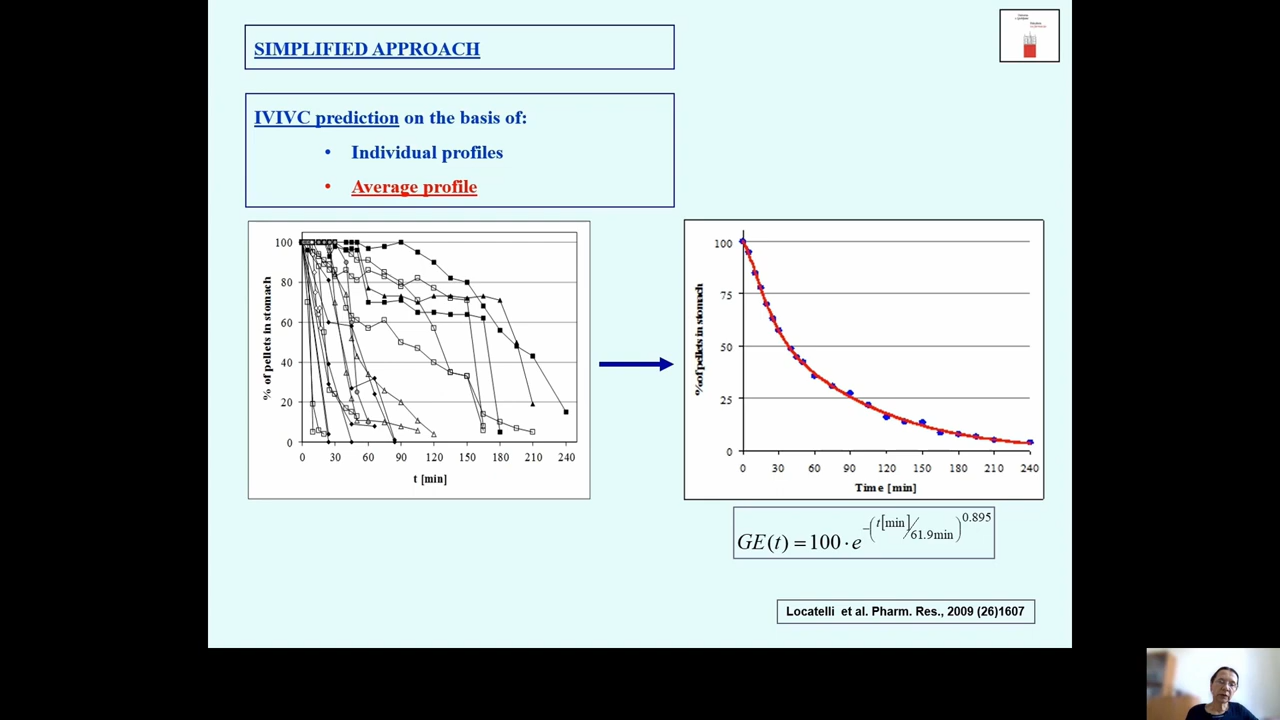 SIMPLIFIED APPROACH
IVIVC prediction on the basis of:
• Individual profiles
• Average profile
% of pellets in stomach
100
80
60
40
20
0
0 30 60 90 120 150 180 210 240
t [min]
% of pellets in stomach
100
75
50
25
0
0 30 60 90 120 150 180 210 240
Time [min]
GE(t) = 100 · e^-(t[min]/61.9min)^0.895
Locatelli et al. Pharm. Res., 2009 (26)1607